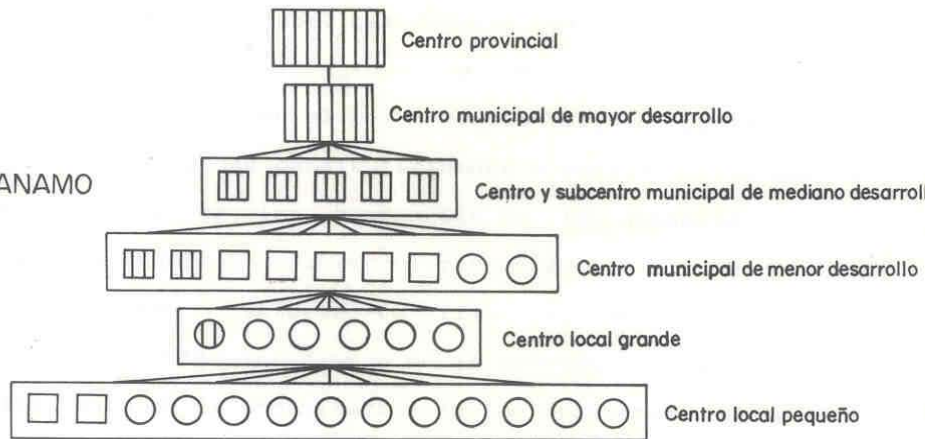 Centro provincial
Centro municipal de mayor desarrollo
ANAMO
Centro y subcentro municipal de mediano desarroll
Centro municipal de menor desarrollo
Centro local grande
Centro local pequeño